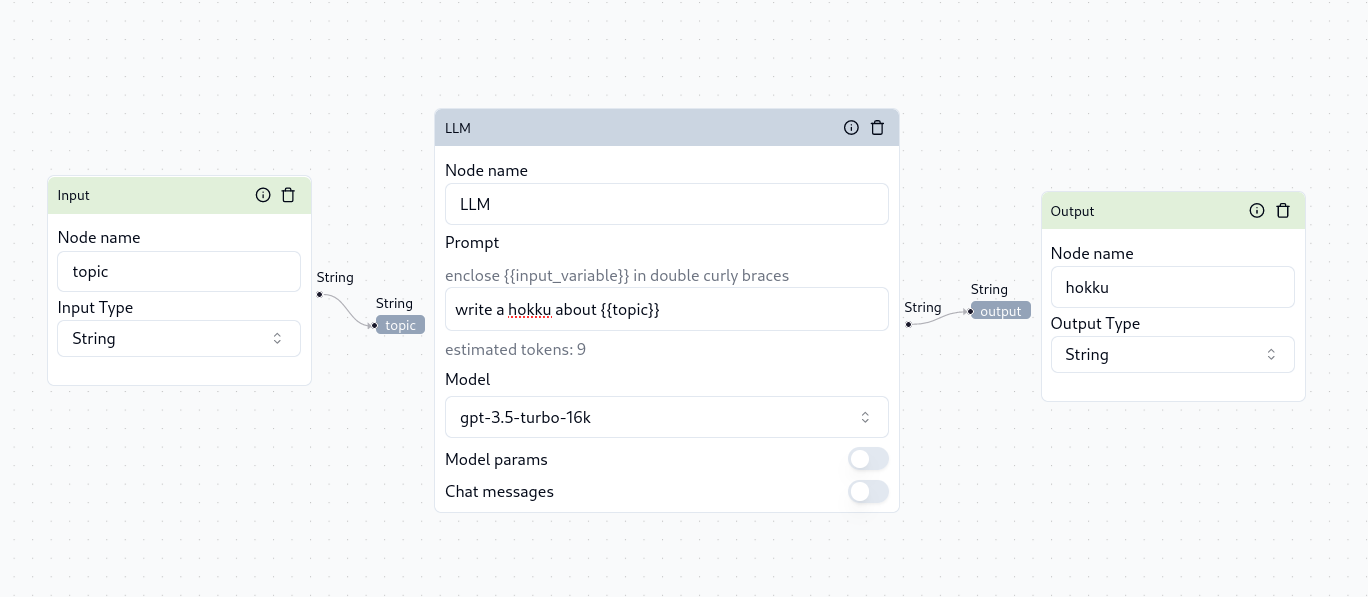 Input
Node name
topic
Input Type
String
String
String
topic
LLM
Node name
LLM
Prompt
enclose {{input_variable}} in double curly braces
write a hokku about {{topic}}
estimated tokens: 9
Model
gpt-3.5-turbo-16k
Model params
Chat messages
String
String
output
Output
Node name
hokku
Output Type
String